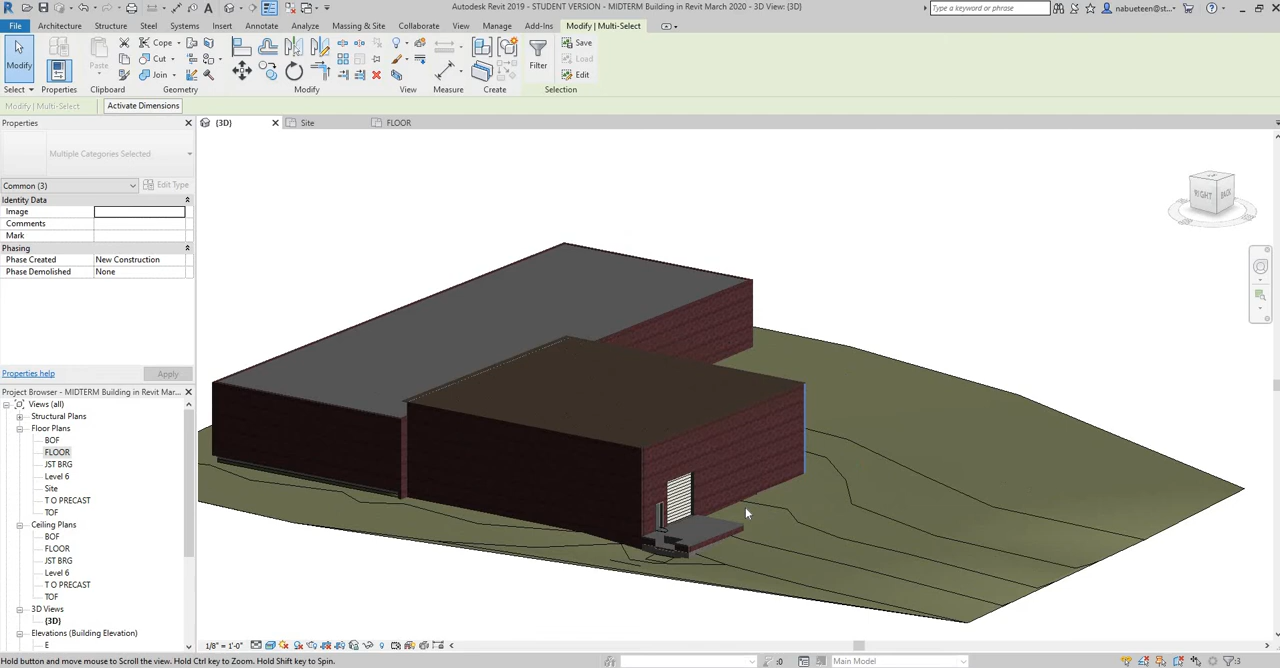 Autodesk Revit 2019 - STUDENT VERSION - MIDTERM Building in Revit March 2020 - 3D View: {3D}
Type a keyword or phrase
nabueteen@st...
File Architecture Structure Steel Systems Insert Annotate Analyze Massing & Site Collaborate View Manage Add-Ins Modify | Multi-Select
Modify
Paste
Cope
Cut
Join
Filter
Save
Load
Edit
Select Properties Clipboard Geometry Modify View Measure Create Selection
Modify | Multi-Select Activate Dimensions
Properties
{3D} Site FLOOR
Multiple Categories Selected
Common (3) Edit Type
Identity Data
Image
Comments
Mark
Phasing
Phase Created New Construction
Phase Demolished None
RIGHT BACK
Properties help Apply
Project Browser - MIDTERM Building in Revit Mar...
Views (all)
Structural Plans
Floor Plans
BOF
FLOOR
JST BRG
Level 6
Site
T O PRECAST
TOF
Ceiling Plans
BOF
FLOOR
JST BRG
Level 6
T O PRECAST
TOF
3D Views
{3D}
Elevations (Building Elevation)
E
1/8" = 1'-0"
Hold button and move mouse to Scroll the view. Hold Ctrl key to Zoom. Hold Shift key to Spin.
:0 Main Model :3